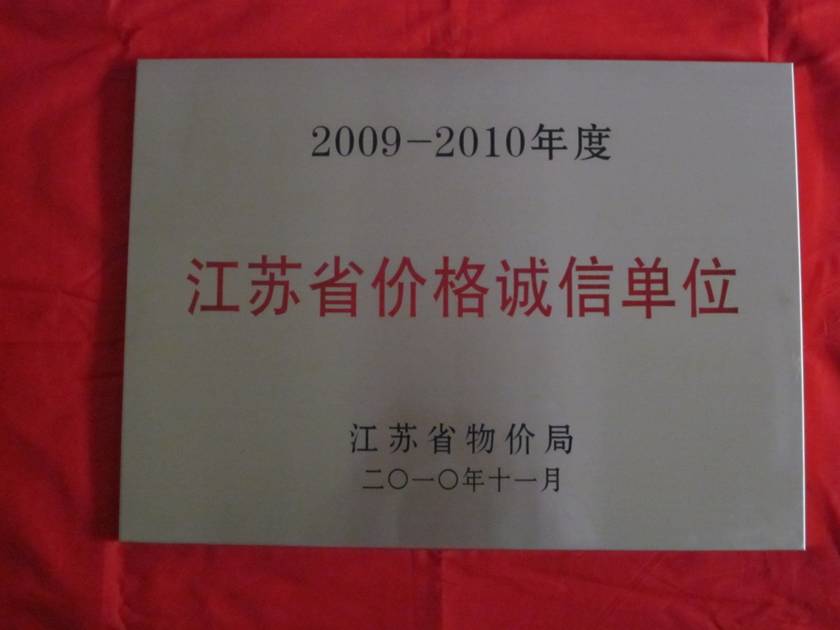 2009-2010年度
江苏省价格诚信单位
江苏省物价局
二〇一〇年十一月